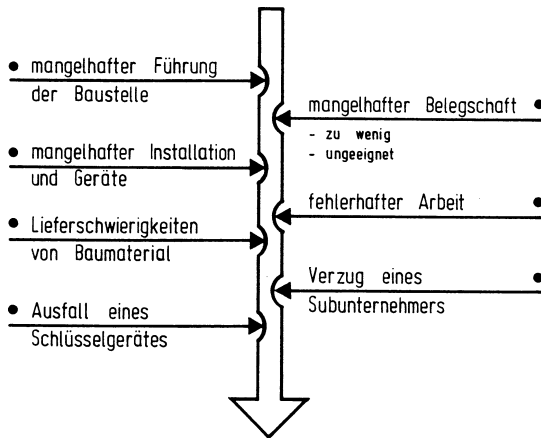 • mangelhafter Führung
der Baustelle
mangelhafter Belegschaft •
- zu wenig
- ungeeignet
• mangelhafter Installation
und Geräte
fehlerhafter Arbeit •
• Lieferschwierigkeiten
von Baumaterial
Verzug eines •
Subunternehmers
• Ausfall eines
Schlüsselgerätes